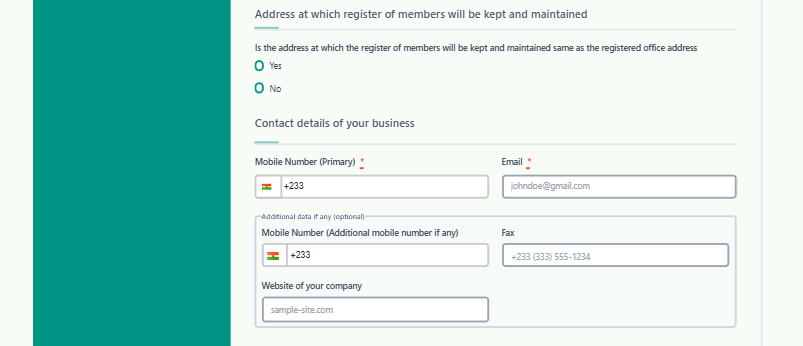 Address at which register of members will be kept and maintained
Is the address at which the register of members will be kept and maintained same as the registered office address
Yes
No
Contact details of your business
Mobile Number (Primary) *
Email *
+233
johndoe@gmail.com
Additional data if any (optional)
Mobile Number (Additional mobile number if any)
Fax
+233
+233 (333) 555-1234
Website of your company
sample-site.com